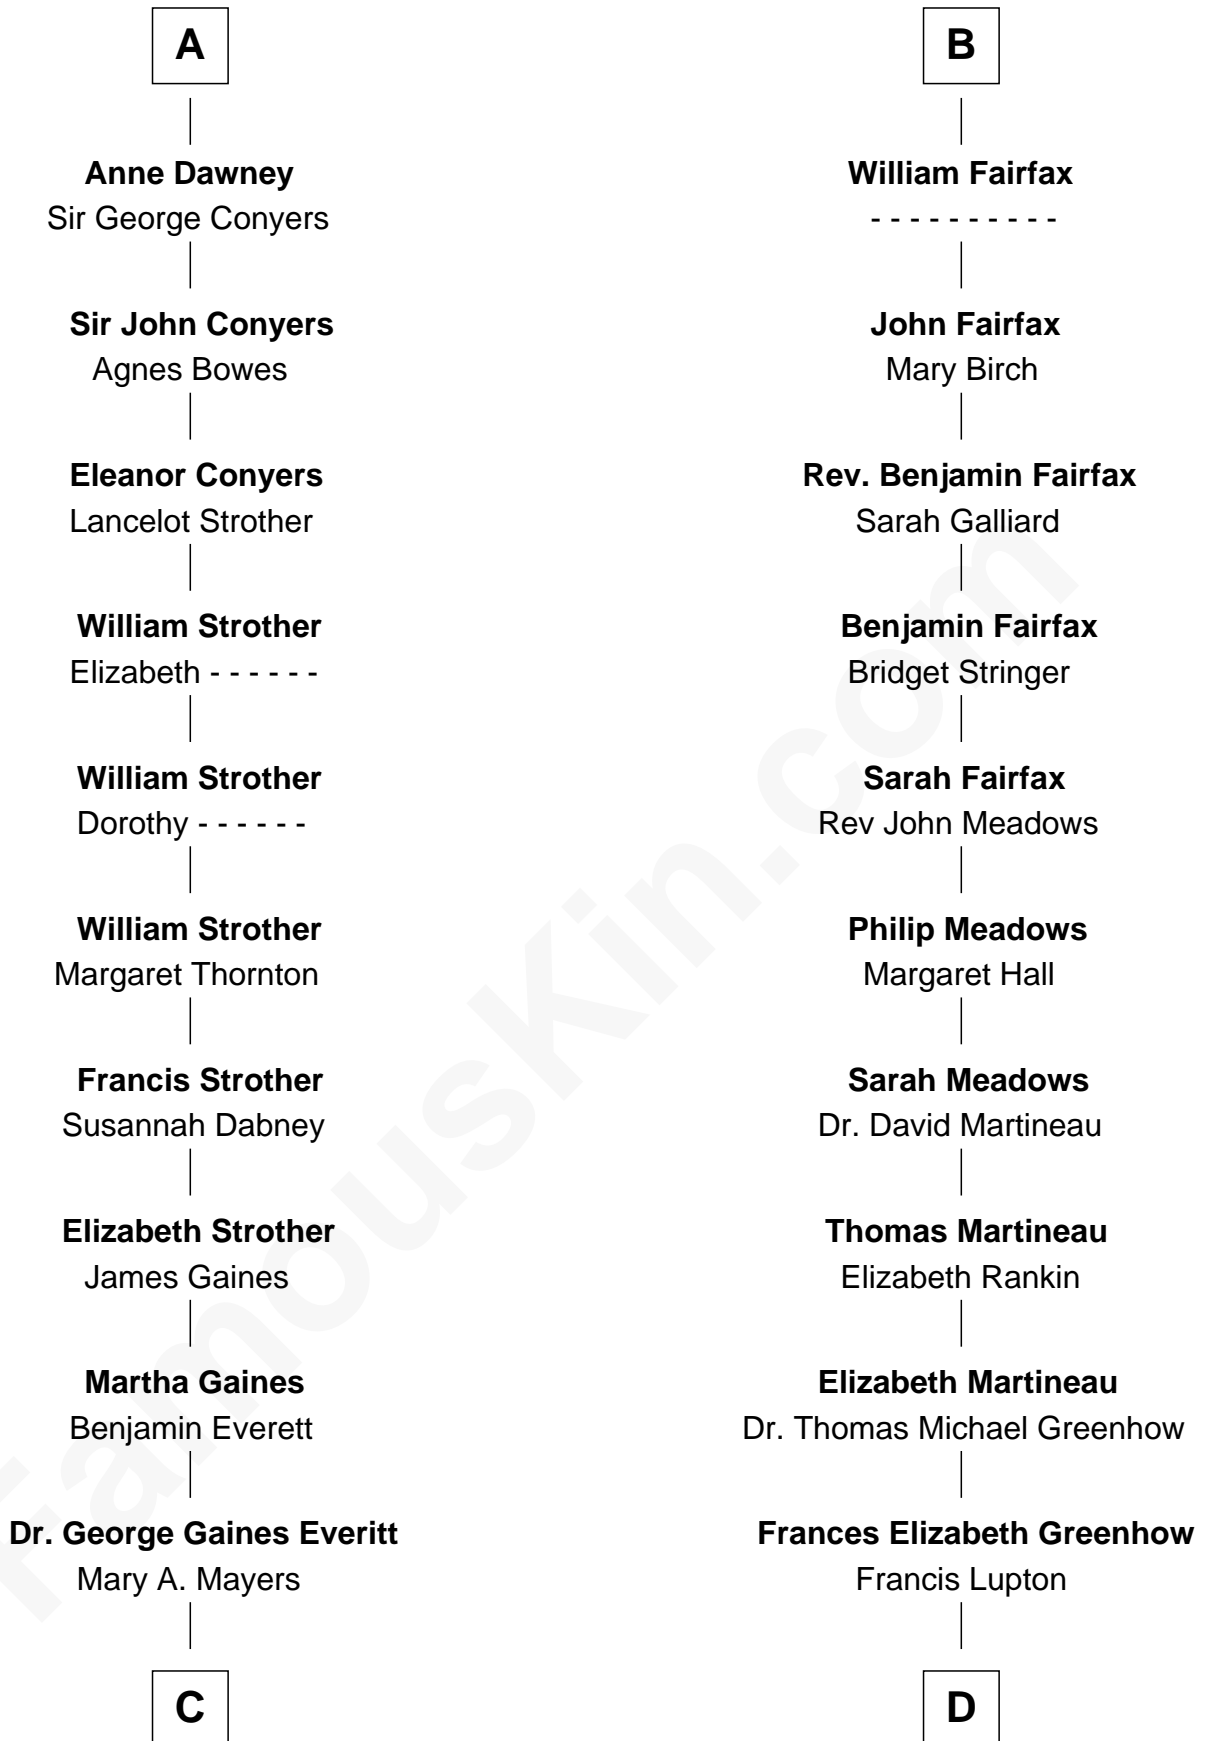 A
Anne Dawney
Sir George Conyers
Sir John Conyers
Agnes Bowes
Eleanor Conyers
Lancelot Strother
William Strother
Elizabeth - - - - - -
William Strother
Dorothy - - - - - -
William Strother
Margaret Thornton
Francis Strother
Susannah Dabney
Elizabeth Strother
James Gaines
Martha Gaines
Benjamin Everett
Dr. George Gaines Everitt
Mary A. Mayers
C
B
William Fairfax
- - - - - - - - - -
John Fairfax
Mary Birch
Rev. Benjamin Fairfax
Sarah Galliard
Benjamin Fairfax
Bridget Stringer
Sarah Fairfax
Rev John Meadows
Philip Meadows
Margaret Hall
Sarah Meadows
Dr. David Martineau
Thomas Martineau
Elizabeth Rankin
Elizabeth Martineau
Dr. Thomas Michael Greenhow
Frances Elizabeth Greenhow
Francis Lupton
D
FamousKin.com